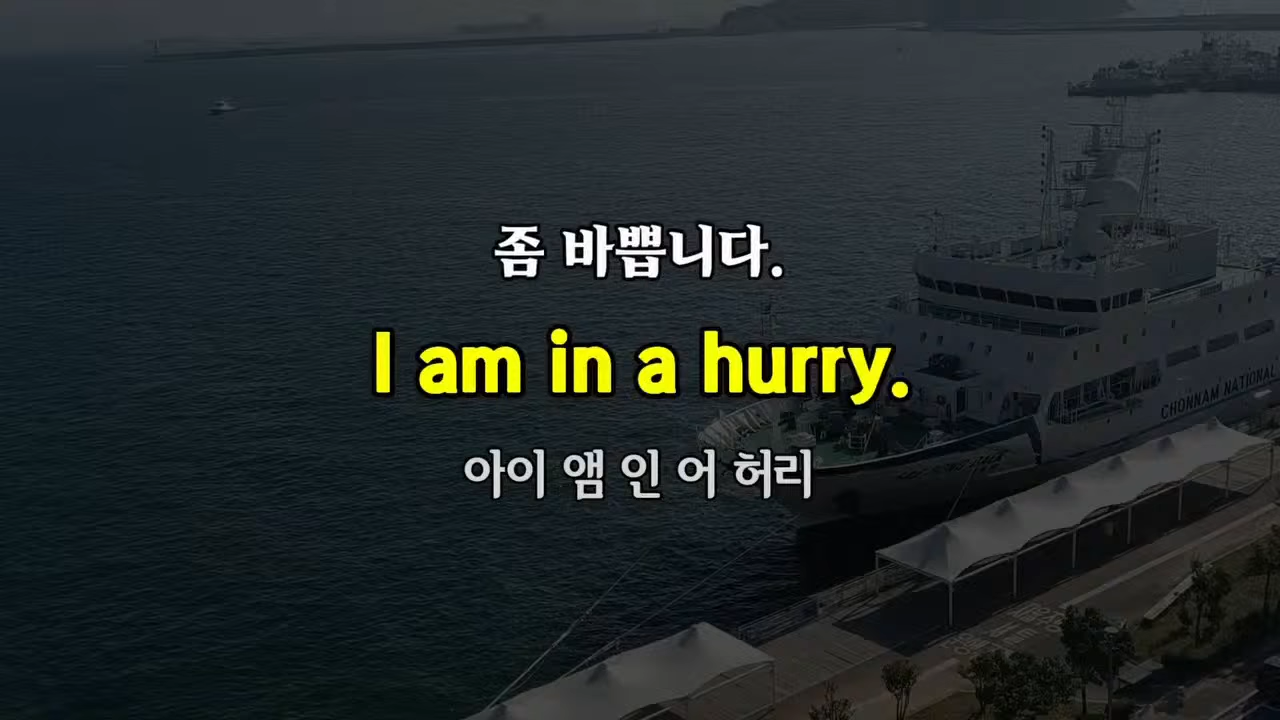 좀 바쁩니다.
I am in a hurry.
아이 앰 인 어 허리
CHONNAM NATIONAL